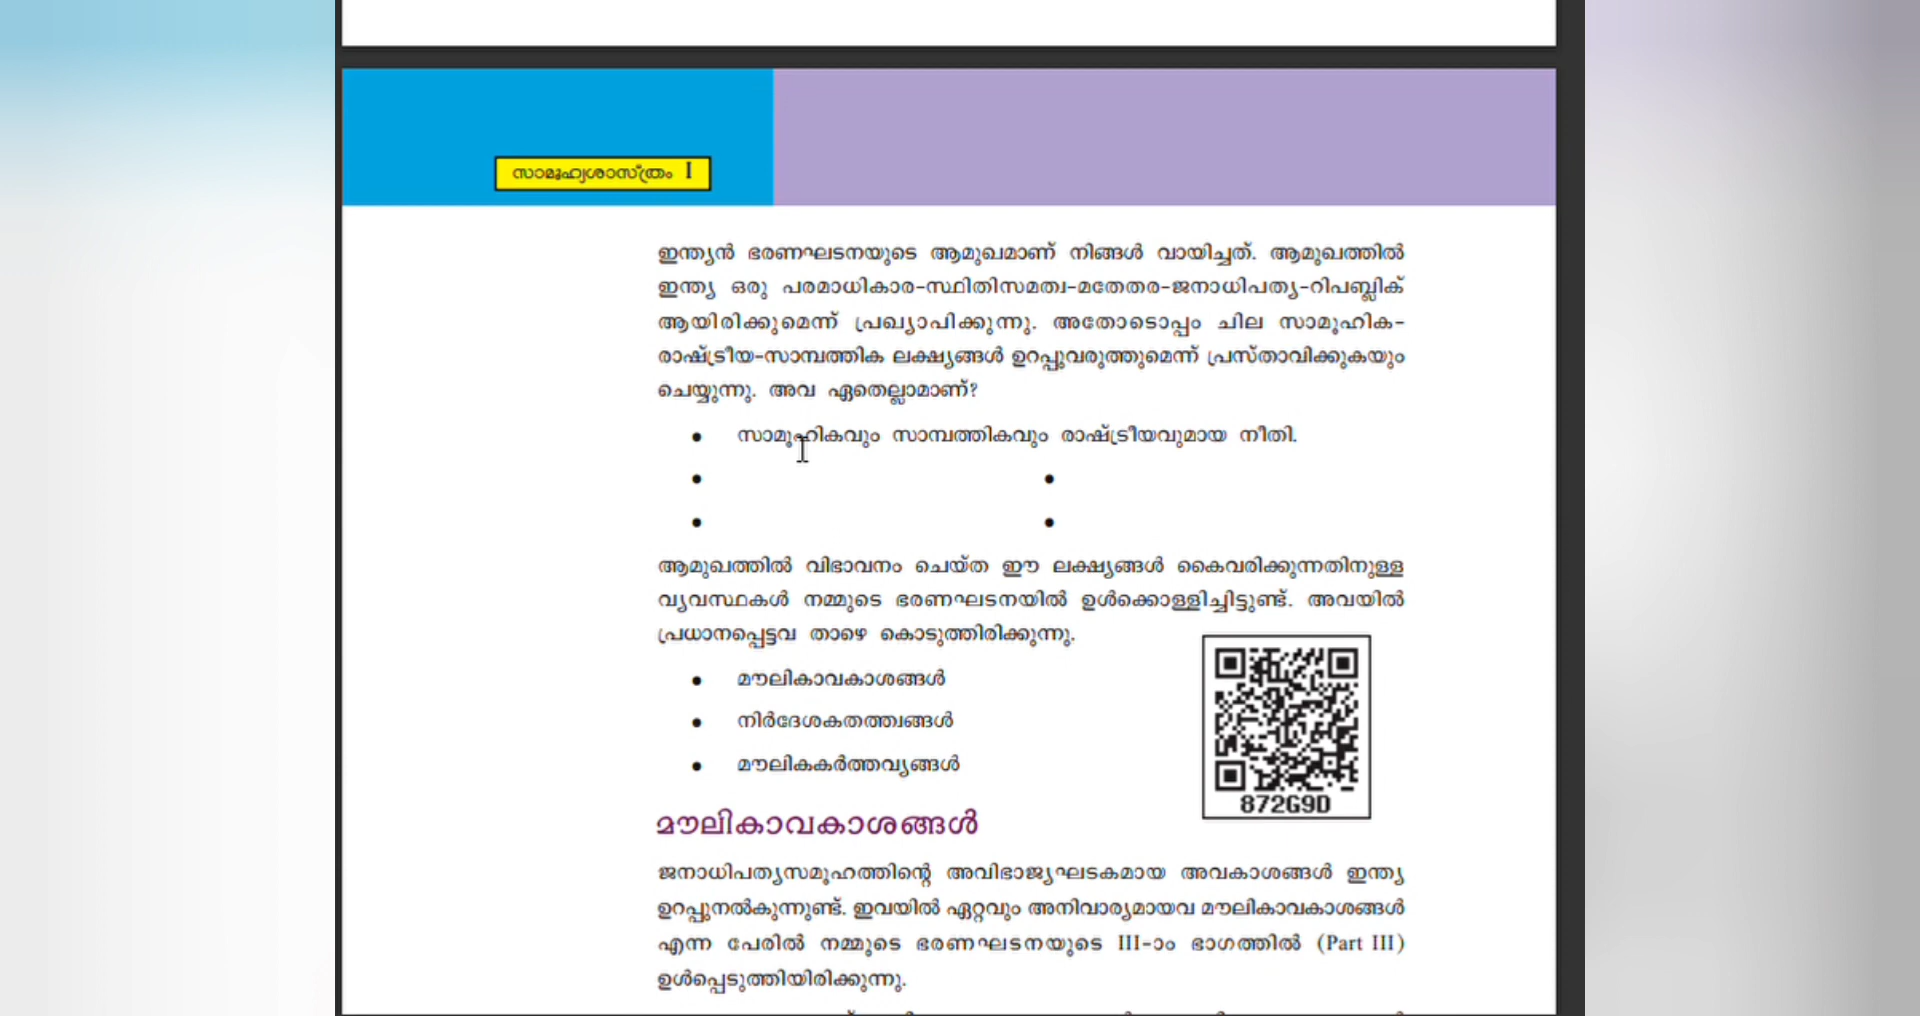 സാമൂഹ്യശാസ്ത്രം I
ഇന്ത്യൻ ഭരണഘടനയുടെ ആമുഖമാണ് നിങ്ങൾ വായിച്ചത്. ആമുഖത്തിൽ
ഇന്ത്യ ഒരു പരമാധികാര-സ്ഥിതിസമത്വ-മതേതര-ജനാധിപത്യ-റിപബ്ലിക്
ആയിരിക്കുമെന്ന് പ്രഖ്യാപിക്കുന്നു. അതോടൊപ്പം ചില സാമൂഹിക-
രാഷ്ട്രീയ-സാമ്പത്തിക ലക്ഷ്യങ്ങൾ ഉറപ്പുവരുത്തുമെന്ന് പ്രസ്താവിക്കുകയും
ചെയ്യുന്നു. അവ ഏതെല്ലാമാണ്?
• സാമൂഹികവും സാമ്പത്തികവും രാഷ്ട്രീയവുമായ നീതി.
ആമുഖത്തിൽ വിഭാവനം ചെയ്ത ഈ ലക്ഷ്യങ്ങൾ കൈവരിക്കുന്നതിനുള്ള
വ്യവസ്ഥകൾ നമ്മുടെ ഭരണഘടനയിൽ ഉൾക്കൊള്ളിച്ചിട്ടുണ്ട്. അവയിൽ
പ്രധാനപ്പെട്ടവ താഴെ കൊടുത്തിരിക്കുന്നു.
• മൗലികാവകാശങ്ങൾ
• നിർദേശകതത്ത്വങ്ങൾ
• മൗലികകർത്തവ്യങ്ങൾ
872G9D
മൗലികാവകാശങ്ങൾ
ജനാധിപത്യസമൂഹത്തിന്റെ അവിഭാജ്യഘടകമായ അവകാശങ്ങൾ ഇന്ത്യ
ഉറപ്പുനൽകുന്നുണ്ട്. ഇവയിൽ ഏറ്റവും അനിവാര്യമായവ മൗലികാവകാശങ്ങൾ
എന്ന പേരിൽ നമ്മുടെ ഭരണഘടനയുടെ III-ാം ഭാഗത്തിൽ (Part III)
ഉൾപ്പെടുത്തിയിരിക്കുന്നു.